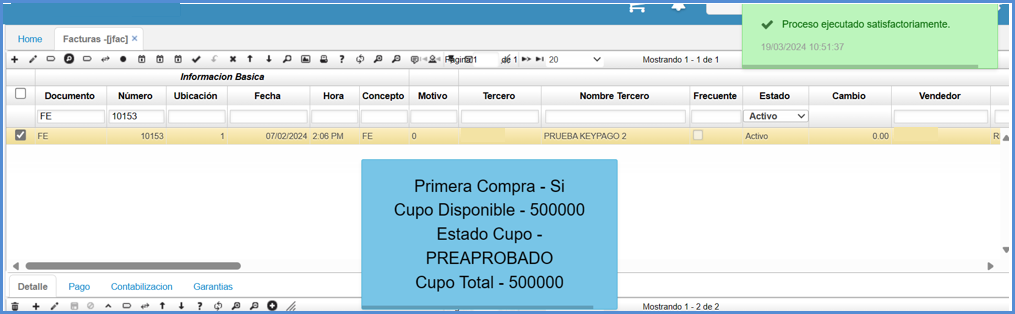 Proceso ejecutado satisfactoriamente.
19/03/2024 10:51:37
Home
Facturas -[jfac]
1
de 1
20
Mostrando 1 - 1 de 1
Informacion Basica
Documento Número Ubicación Fecha Hora Concepto Motivo Tercero Nombre Tercero Frecuente Estado Cambio Vendedor
FE 10153 Activo
FE 10153 1 07/02/2024 2:06 PM FE 0 PRUEBA KEYPAGO 2 Activo 0.00 R
Primera Compra - Si
Cupo Disponible - 500000
Estado Cupo -
PREAPROBADO
Cupo Total - 500000
Detalle Pago Contabilizacion Garantias
Mostrando 1 - 2 de 2